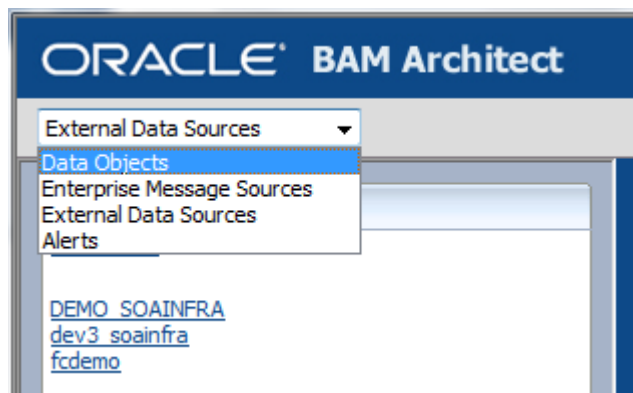 ORACLE BAM Architect
External Data Sources
Data Objects
Enterprise Message Sources
External Data Sources
Alerts
DEMO_SOAINFRA
dev3_soainfra
fcdemo